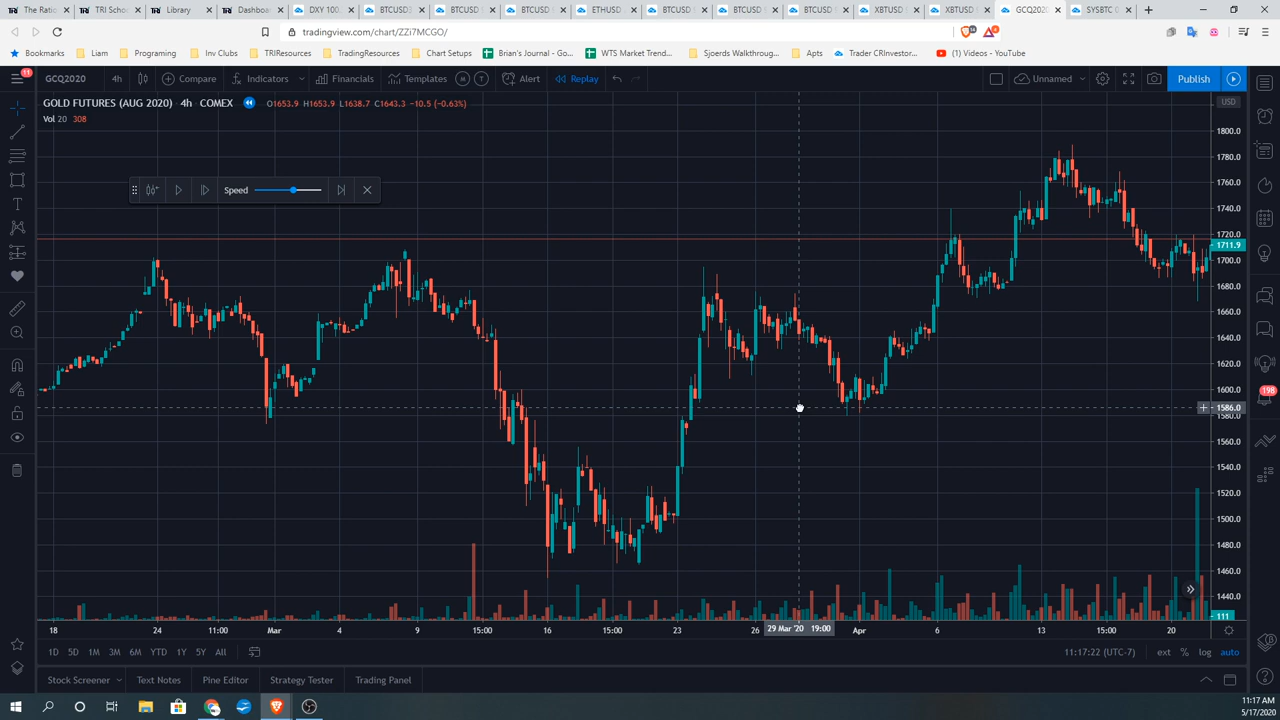 The Ratio
TRI School
Library
Dashboa
DXY 100.
BTCUSD3
BTCUSD
BTCUSD
ETHUSD
BTCUSD
BTCUSD
BTCUSD
XBTUSD
XBTUSD
GCQ2020
SYSBTC
tradingview.com/chart/ZZi7MCGO/
Bookmarks
Liam
Programing
Inv Clubs
TRIResources
TradingResources
Chart Setups
Brian's Journal - Go...
WTS Market Trend...
Sjoerds Walkthroug...
Apts
Trader CRInvestor...
(1) Videos - YouTube
11
GCQ2020
4h
Compare
Indicators
Financials
Templates
M
T
Alert
Replay
Unnamed
Publish
GOLD FUTURES (AUG 2020) 4h COMEX
O1653.9 H1653.9 L1638.7 C1643.3 −10.5 (−0.63%)
Vol 20 308
Speed
USD
1800.0
1780.0
1760.0
1740.0
1720.0
1711.9
1700.0
1680.0
1660.0
1640.0
1620.0
1600.0
1586.0
1580.0
1560.0
1540.0
1520.0
1500.0
1480.0
1460.0
1440.0
111
198
18
24
11:00
Mar
4
9
15:00
16
15:00
23
26
29 Mar '20 19:00
Apr
6
13
15:00
20
1D 5D 1M 3M 6M YTD 1Y 5Y All
11:17:22 (UTC-7)
ext
%
log
auto
Stock Screener
Text Notes
Pine Editor
Strategy Tester
Trading Panel
11:17 AM
5/17/2020